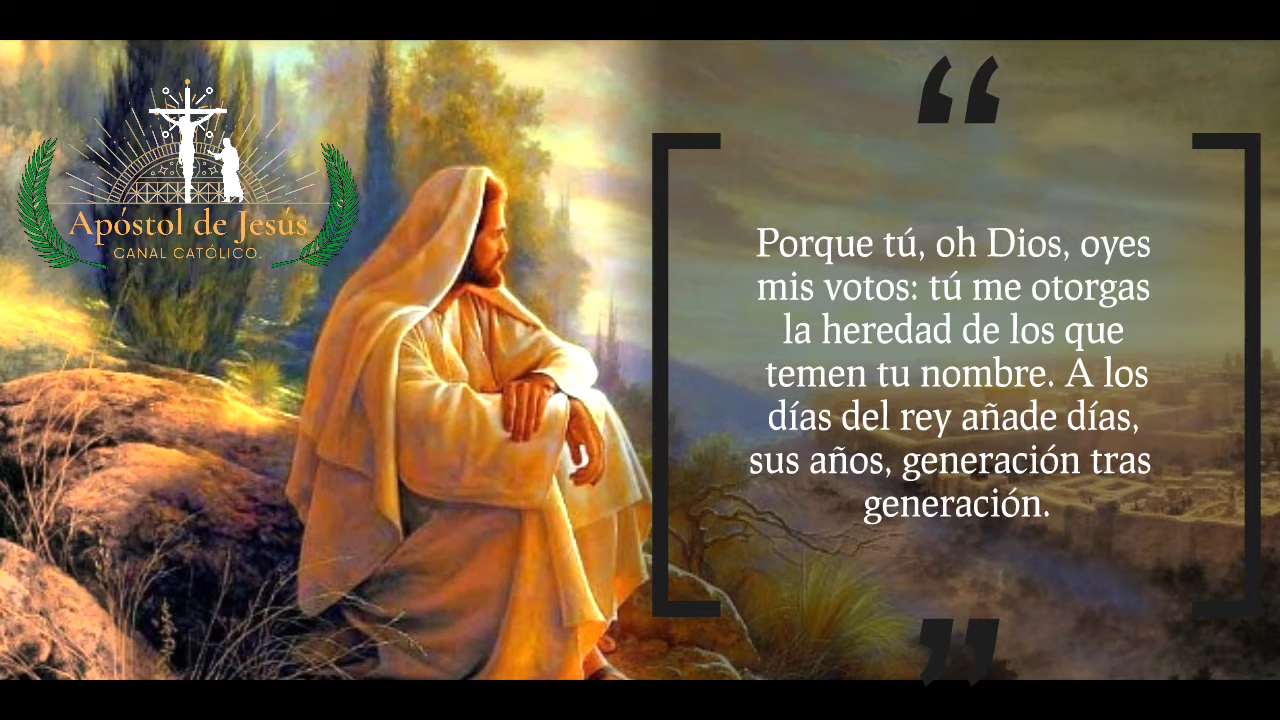 Apóstol de Jesús
CANAL CATÓLICO.
“
Porque tú, oh Dios, oyes
mis votos: tú me otorgas
la heredad de los que
temen tu nombre. A los
días del rey añade días,
sus años, generación tras
generación.
”